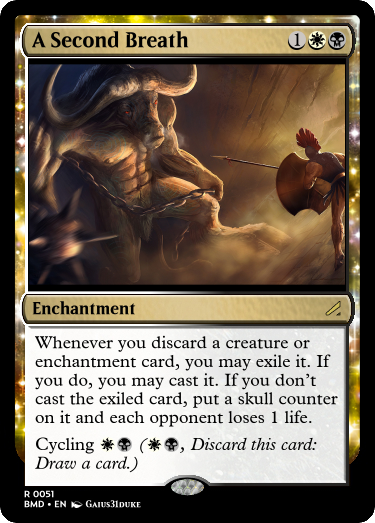 A Second Breath 1
Enchantment
Whenever you discard a creature or
enchantment card, you may exile it. If
you do, you may cast it. If you don't
cast the exiled card, put a skull counter
on it and each opponent loses 1 life.
Cycling (, Discard this card:
Draw a card.)
R 0051
BMD • EN Gaius31duke